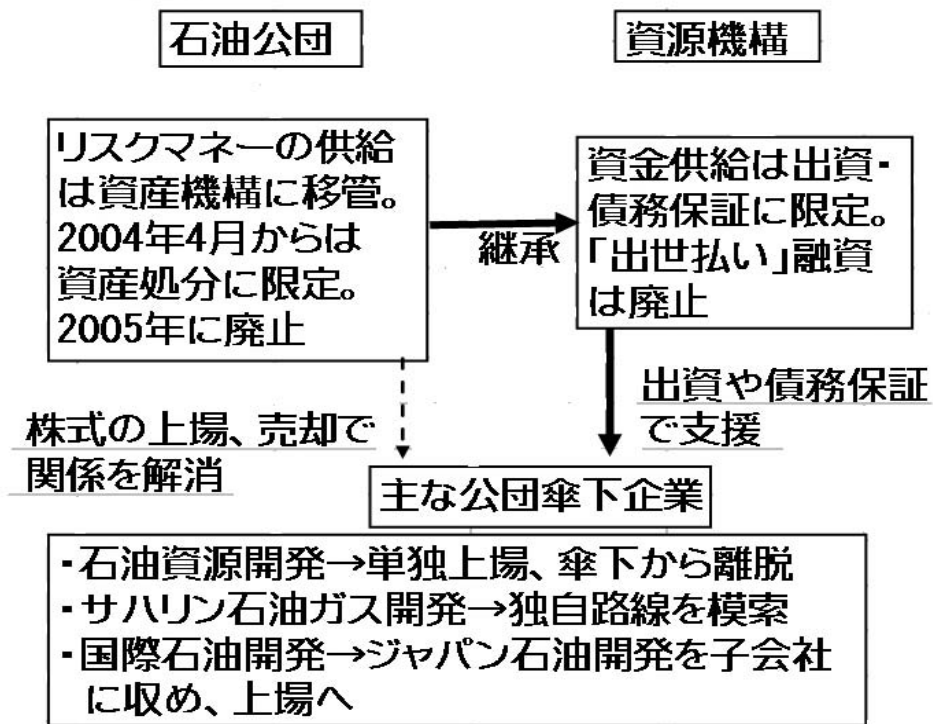 石油公団
資源機構
リスクマネーの供給
は資産機構に移管。
2004年4月からは
資産処分に限定。
2005年に廃止
継承
資金供給は出資・
債務保証に限定。
「出世払い」融資
は廃止
株式の上場、売却で
関係を解消
出資や債務保証
で支援
主な公団傘下企業
・石油資源開発→単独上場、傘下から離脱
・サハリン石油ガス開発→独自路線を模索
・国際石油開発→ジャパン石油開発を子会社
に収め、上場へ